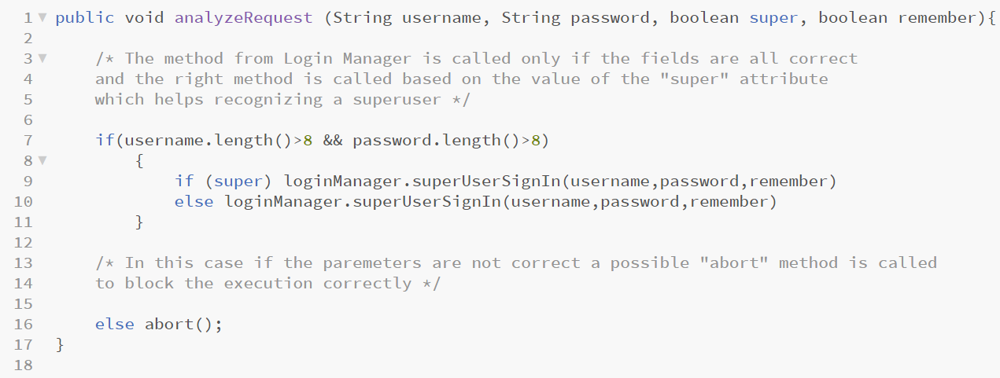 1 public void analyzeRequest (String username, String password, boolean super, boolean remember){
2
3 /* The method from Login Manager is called only if the fields are all correct
4 and the right method is called based on the value of the "super" attribute
5 which helps recognizing a superuser */
6
7 if(username.length()>8 && password.length()>8)
8 {
9 if (super) loginManager.superUserSignIn(username,password,remember)
10 else loginManager.superUserSignIn(username,password,remember)
11 }
12
13 /* In this case if the paremeters are not correct a possible "abort" method is called
14 to block the execution correctly */
15
16 else abort();
17 }
18